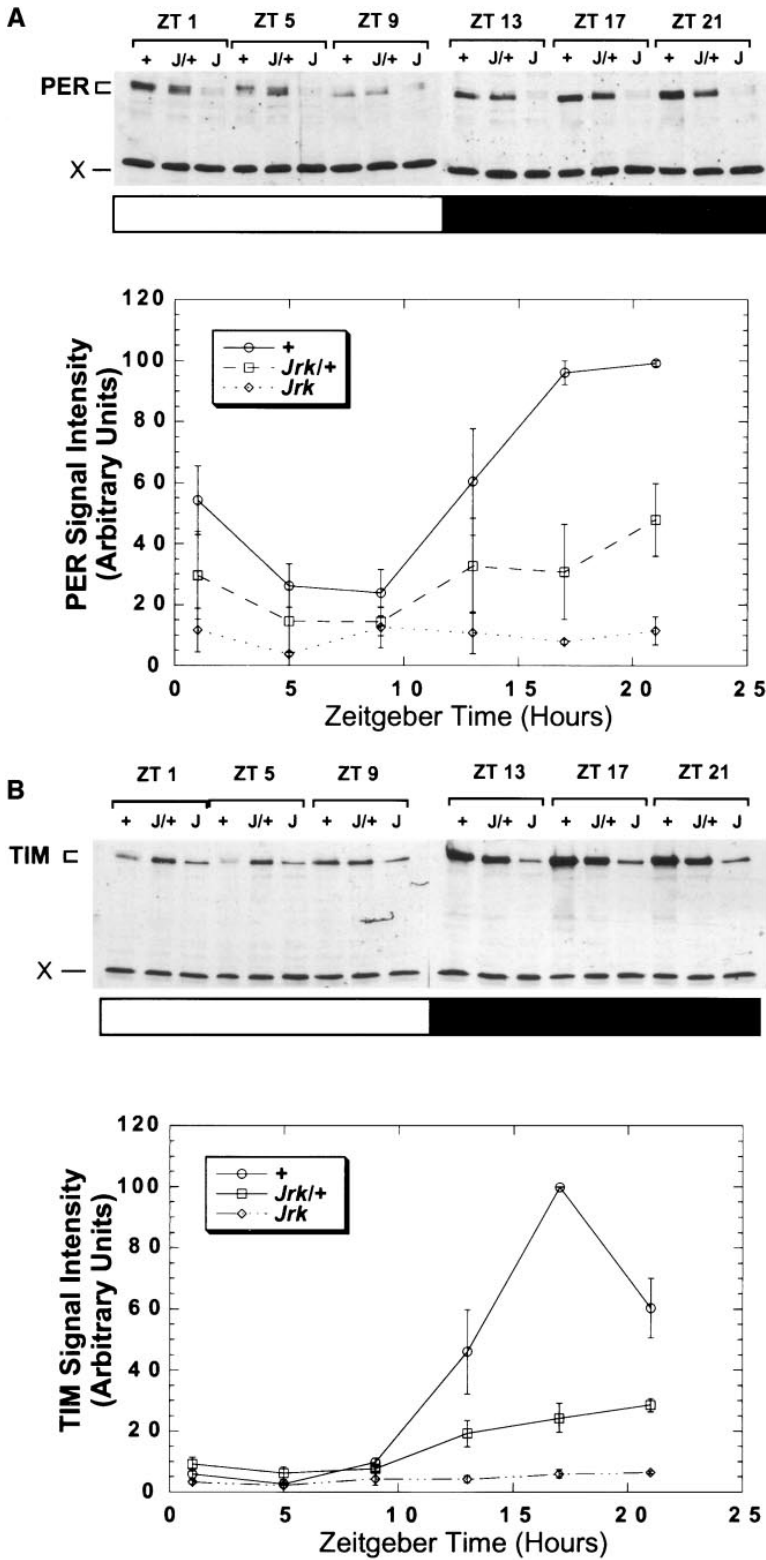 A
ZT 1 ZT 5 ZT 9 ZT 13 ZT 17 ZT 21
+ J/+ J + J/+ J + J/+ J + J/+ J + J/+ J + J/+ J
PER
X
120
100
80
60
40
20
0
PER Signal Intensity
(Arbitrary Units)
+
Jrk/+
Jrk
0 5 10 15 20 25
Zeitgeber Time (Hours)
B
ZT 1 ZT 5 ZT 9 ZT 13 ZT 17 ZT 21
+ J/+ J + J/+ J + J/+ J + J/+ J + J/+ J + J/+ J
TIM
X
120
100
80
60
40
20
0
TIM Signal Intensity
(Arbitrary Units)
+
Jrk/+
Jrk
0 5 10 15 20 25
Zeitgeber Time (Hours)